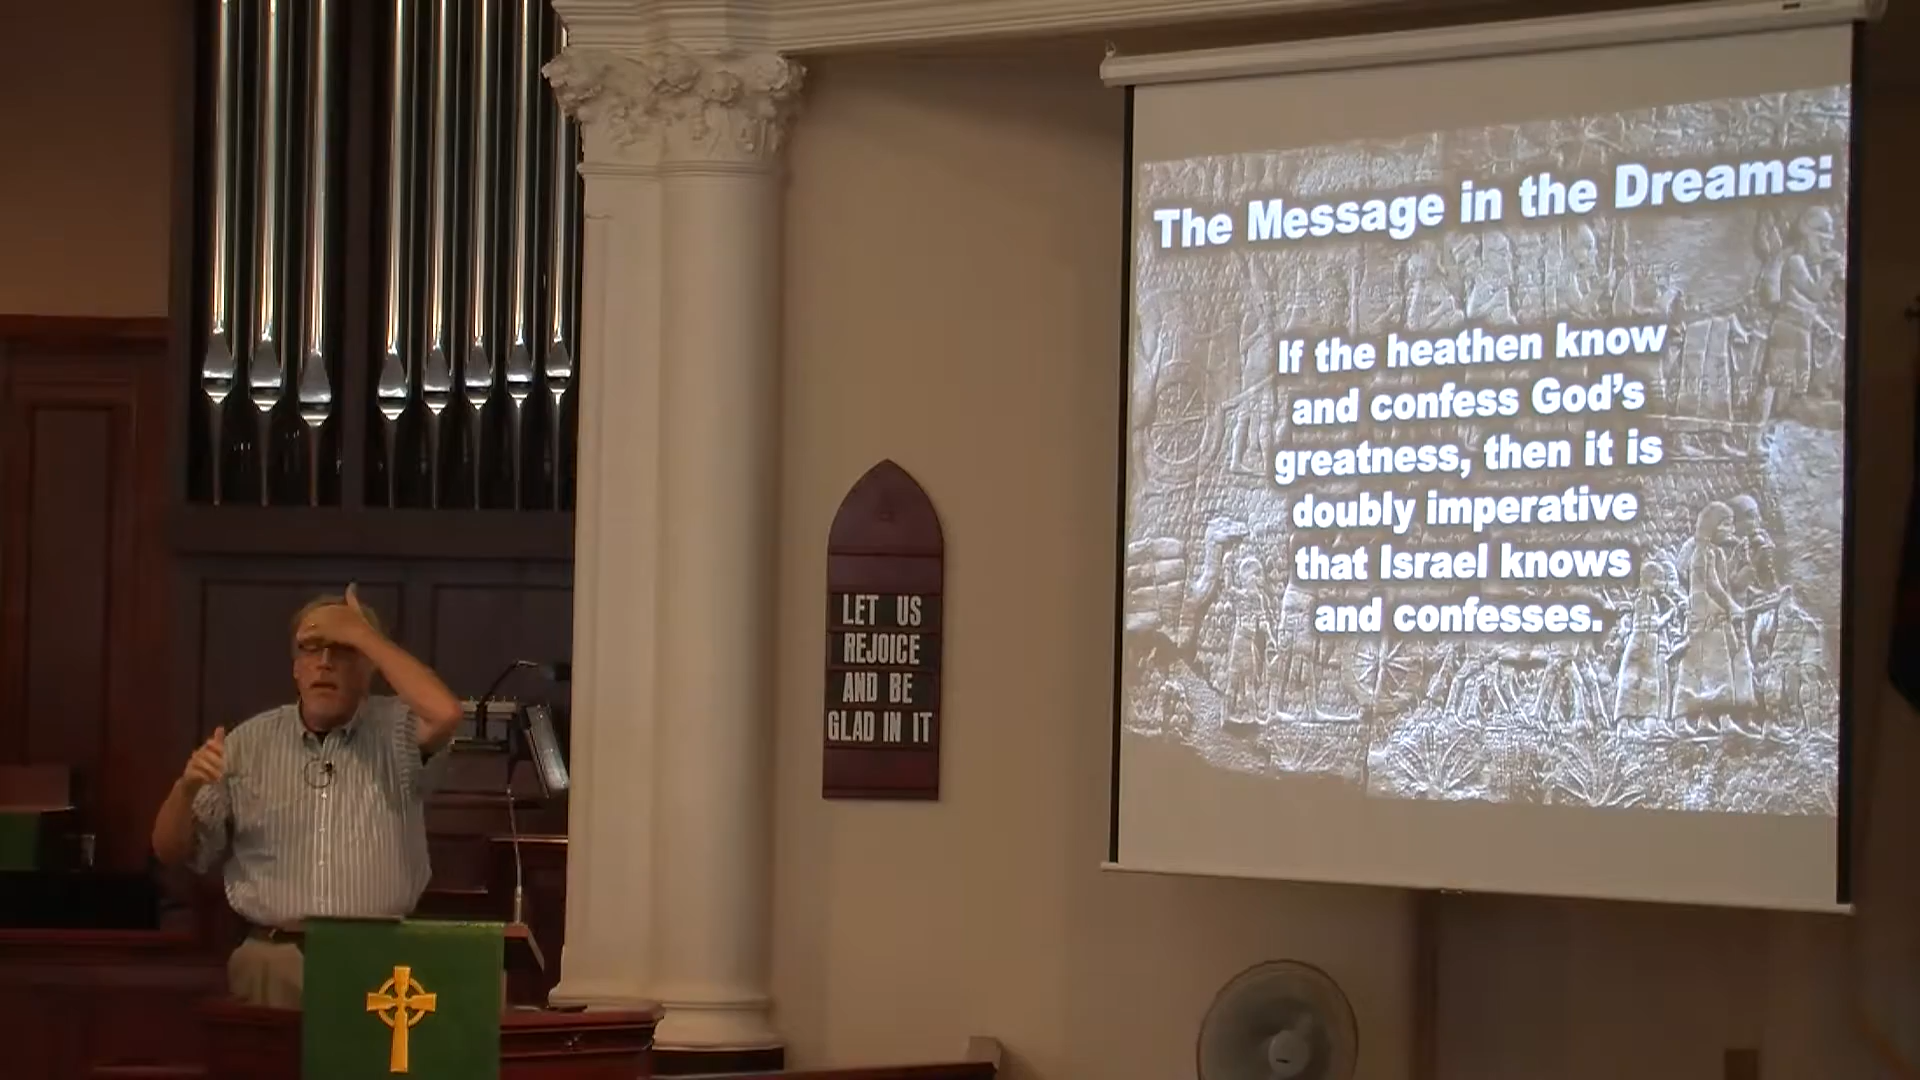 The Message in the Dreams:
If the heathen know
and confess God's
greatness, then it is
doubly imperative
that Israel knows
and confesses.
LET US
REJOICE
AND BE
GLAD IN IT